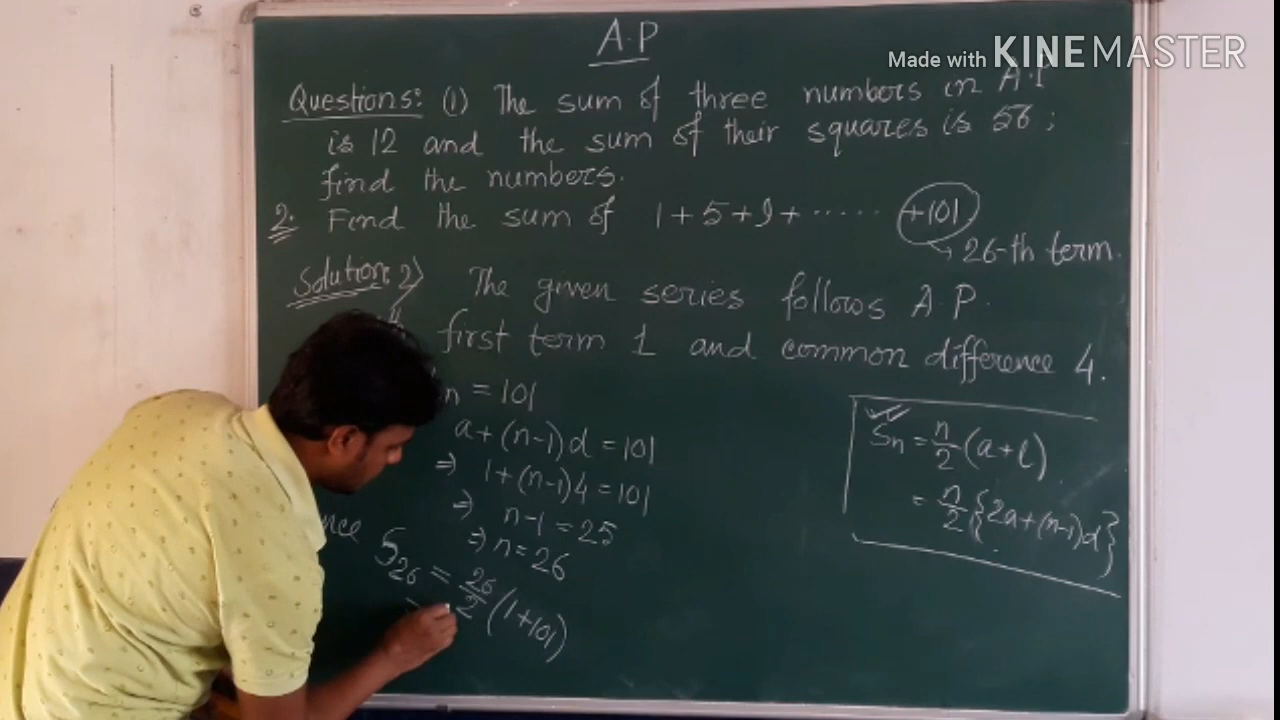 A.P
Made with KINEMASTER
Questions: (1) The sum of three numbers in A.P
is 12 and the sum of their squares is 56;
find the numbers.
2. Find the sum of 1+5+9+...... +101
→ 26-th term.
Solution: 2) The given series follows A.P.
first term 1 and common difference 4.
n = 101
a+(n-1)d = 101
⇒ 1+(n-1)4 = 101
⇒ n-1 = 25
⇒ n = 26
S₂₆ = 26/2 (1+101)
=
Sn = n/2 (a+l)
= n/2 {2a+(n-1)d}